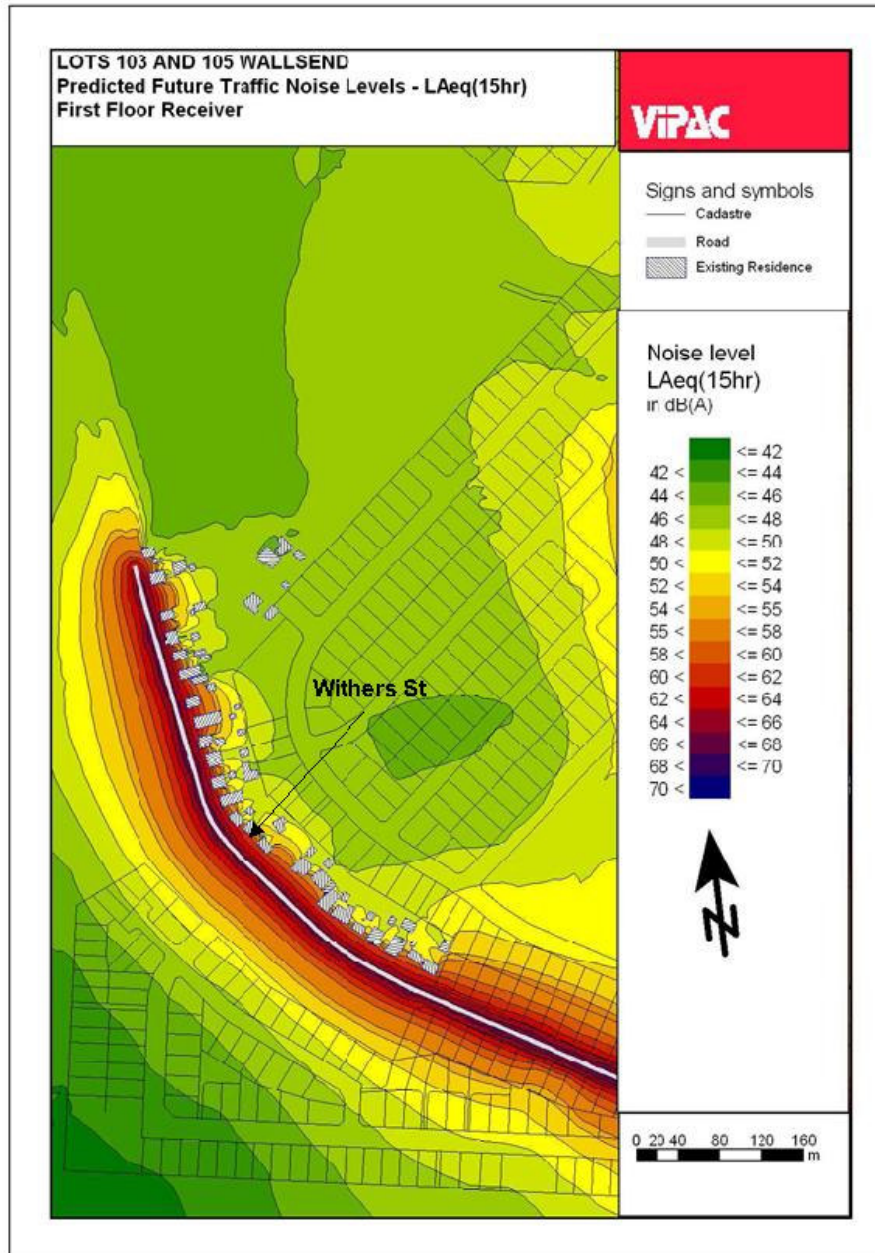 LOTS 103 AND 105 WALLSEND
Predicted Future Traffic Noise Levels - LAeq(15hr)
First Floor Receiver
VIPAC
Signs and symbols
Cadastre
Road
Existing Residence
Noise level
LAeq(15hr)
in dB(A)
<= 42
42 < <= 44
44 < <= 46
46 < <= 48
48 < <= 50
50 < <= 52
52 < <= 54
54 < <= 55
55 < <= 58
58 < <= 60
60 < <= 62
62 < <= 64
64 < <= 66
66 < <= 68
68 < <= 70
70 <
Withers St
N
0 20 40 80 120 160
m